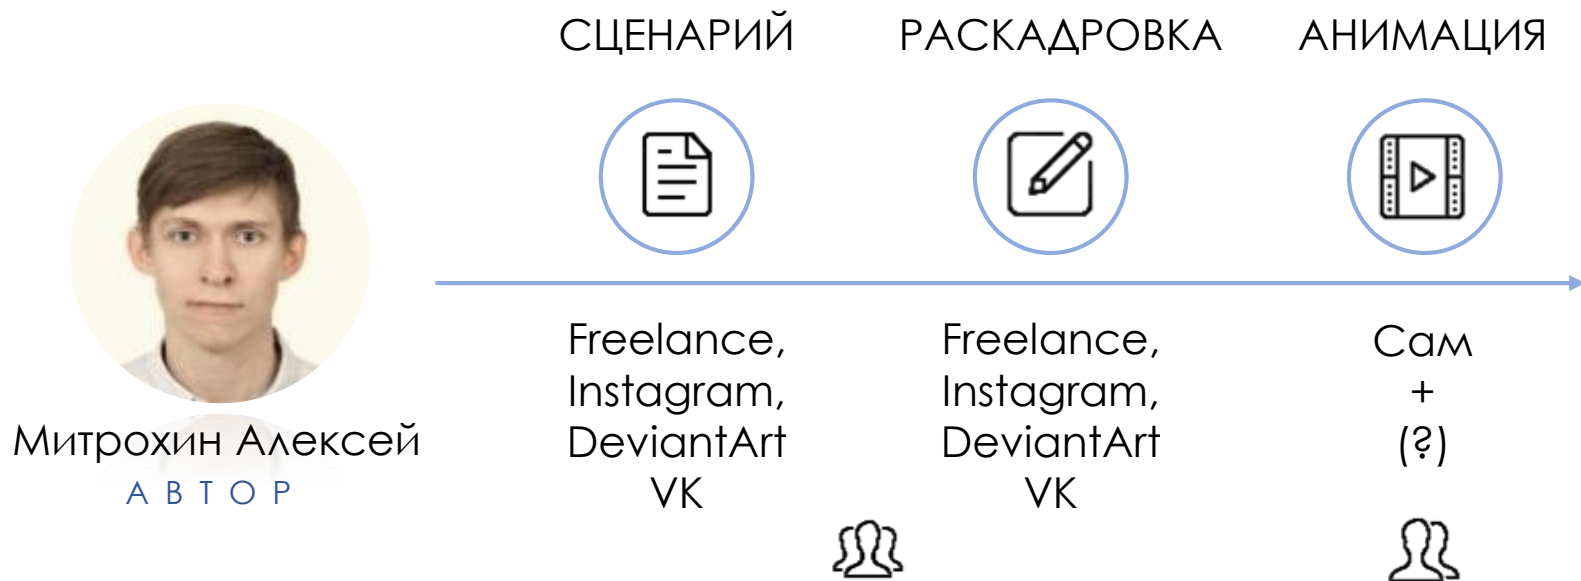 СЦЕНАРИЙ
РАСКАДРОВКА
АНИМАЦИЯ
Митрохин Алексей
АВТОР
Freelance,
Instagram,
DeviantArt
VK
Freelance,
Instagram,
DeviantArt
VK
Сам
+
(?)